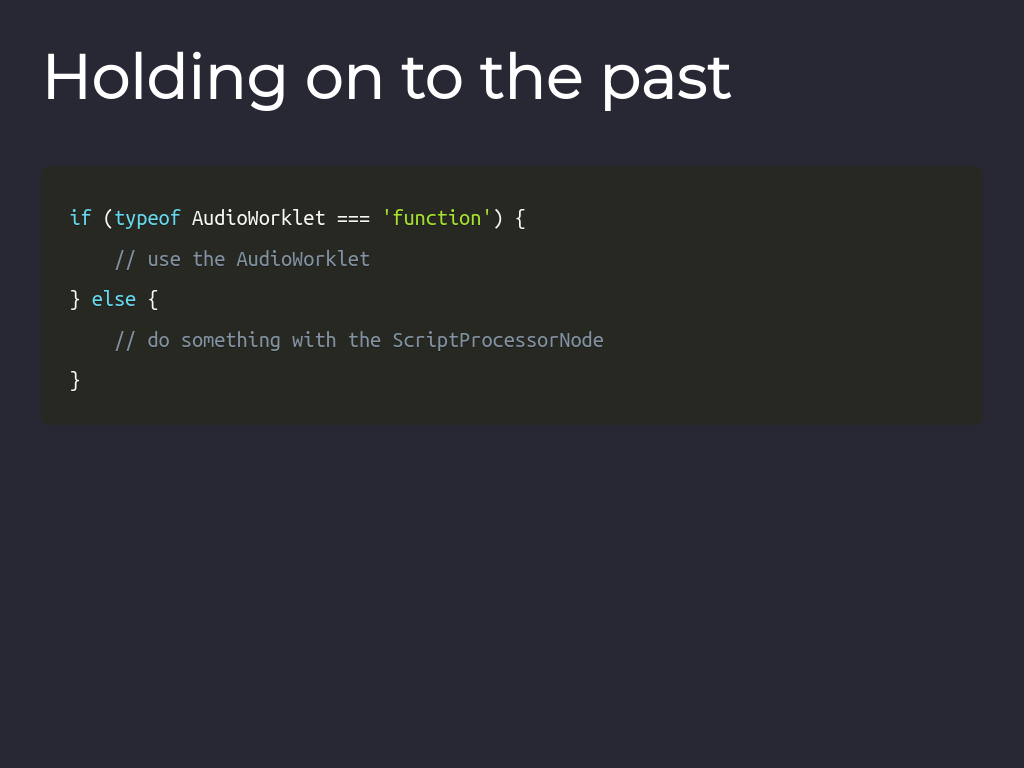 Holding on to the past
if (typeof AudioWorklet === 'function') {
    // use the AudioWorklet
} else {
    // do something with the ScriptProcessorNode
}